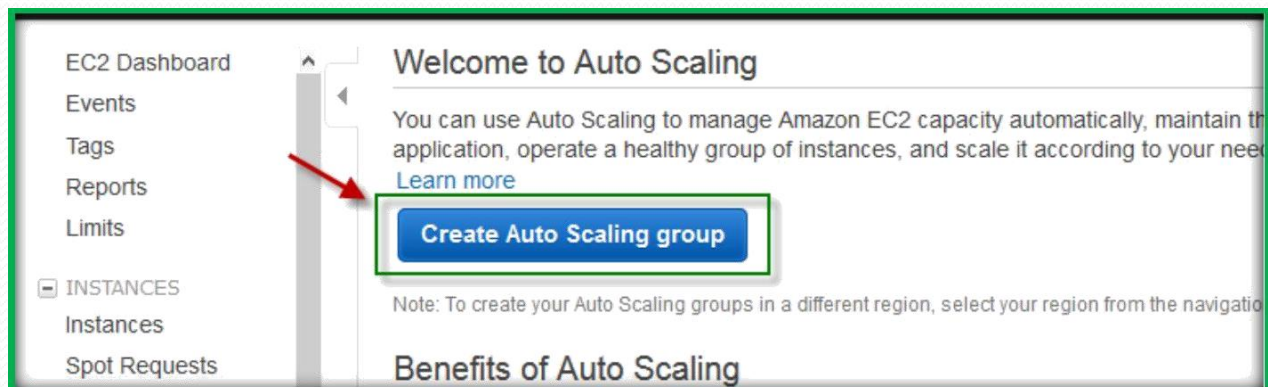 EC2 Dashboard
Events
Tags
Reports
Limits
INSTANCES
Instances
Spot Requests
Welcome to Auto Scaling
You can use Auto Scaling to manage Amazon EC2 capacity automatically, maintain
application, operate a healthy group of instances, and scale it according to your
Learn more
Create Auto Scaling group
Note: To create your Auto Scaling groups in a different region, select your region from the
Benefits of Auto Scaling